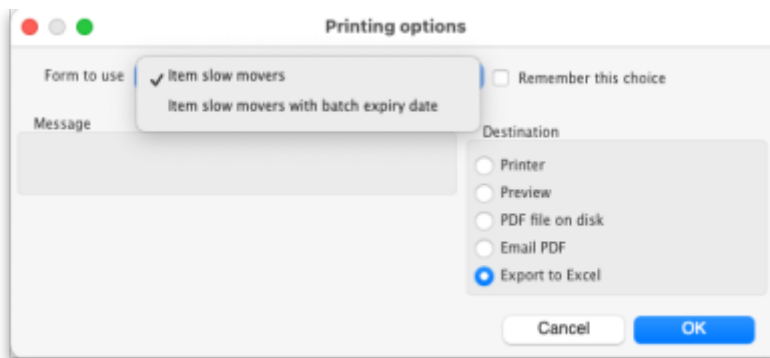 Printing options
Form to use
Item slow movers
Item slow movers with batch expiry date
Remember this choice
Message
Destination
Printer
Preview
PDF file on disk
Email PDF
Export to Excel
Cancel
OK